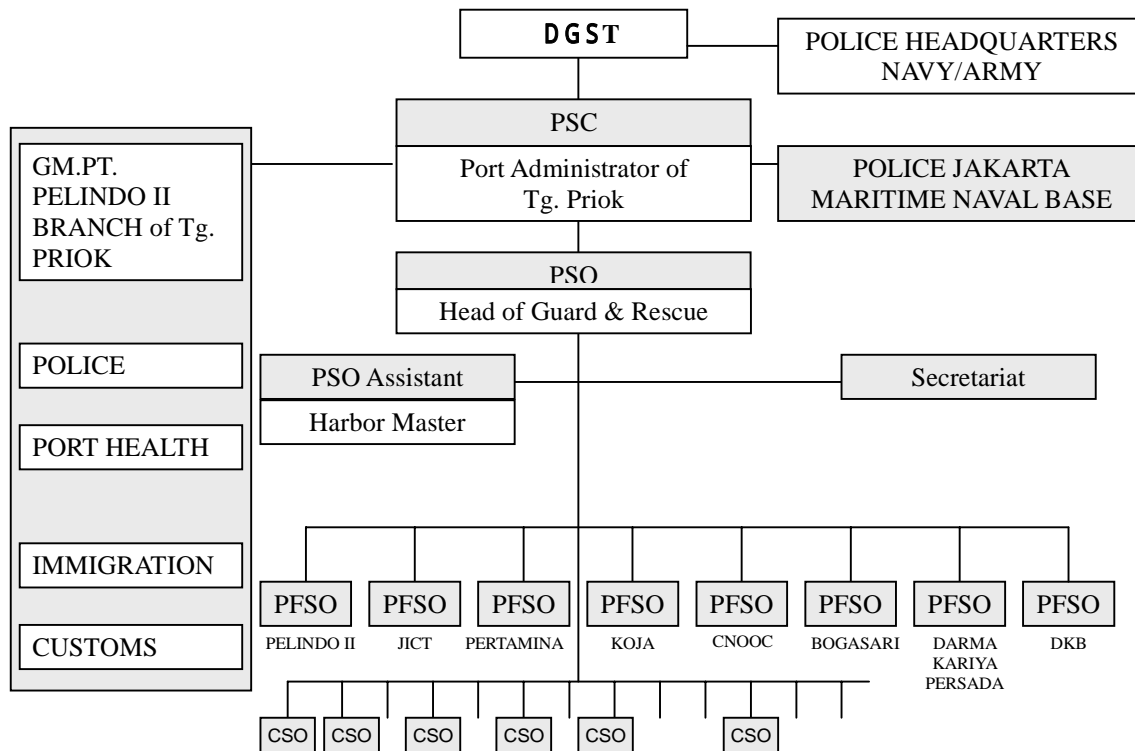 DGST
POLICE HEADQUARTERS
NAVY/ARMY
PSC
Port Administrator of
Tg. Priok
POLICE JAKARTA
MARITIME NAVAL BASE
GM.PT.
PELINDO II
BRANCH of Tg.
PRIOK
POLICE
PORT HEALTH
IMMIGRATION
CUSTOMS
PSO
Head of Guard & Rescue
PSO Assistant
Harbor Master
Secretariat
PFSO
PELINDO II
PFSO
JICT
PFSO
PERTAMINA
PFSO
KOJA
PFSO
CNOOC
PFSO
BOGASARI
PFSO
DARMA
KARIYA
PERSADA
PFSO
DKB
CSO
CSO
CSO
CSO
CSO
CSO